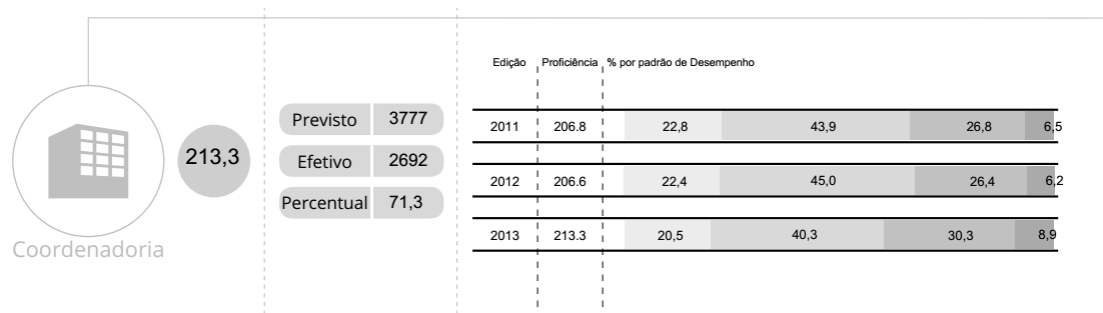 Coordenadoria
213,3
Previsto 3777
Efetivo 2692
Percentual 71,3
Edição Proficiência % por padrão de Desempenho
2011 206.8 22,8 43,9 26,8 6,5
2012 206.6 22,4 45,0 26,4 6,2
2013 213.3 20,5 40,3 30,3 8,9